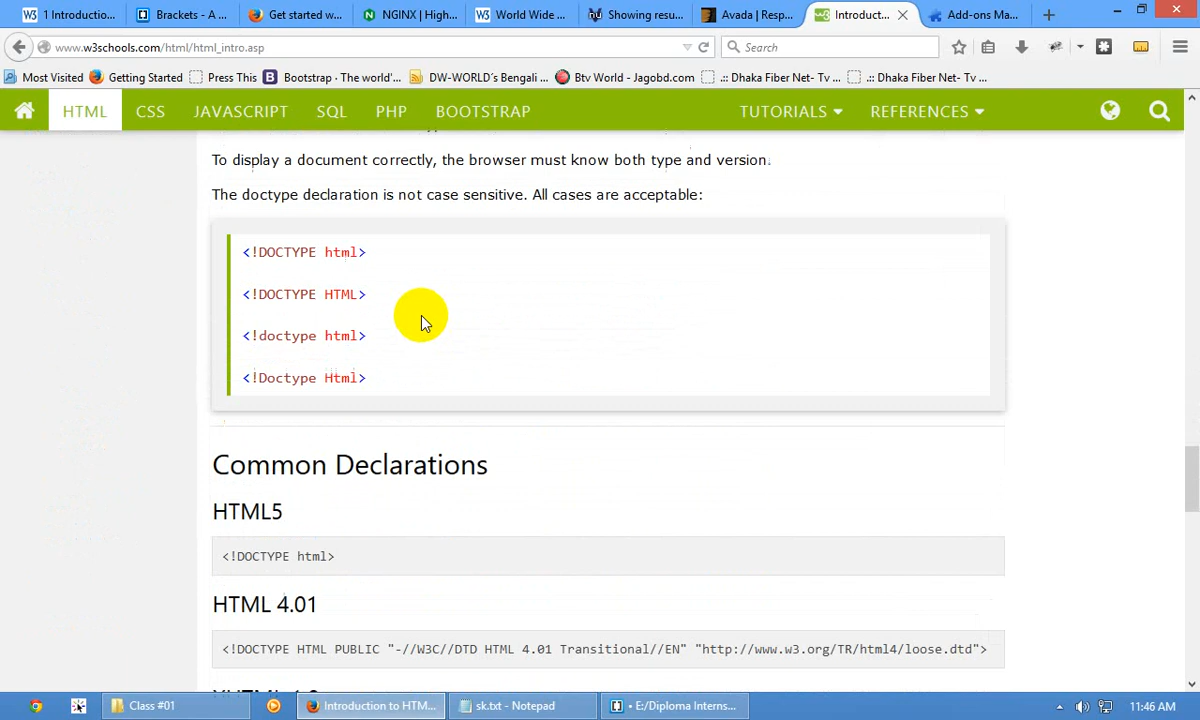 1 Introductio...
Brackets - A ...
Get started w...
NGINX | High...
World Wide ...
Showing resu...
Avada | Resp...
Introduct...
Add-ons Ma...
www.w3schools.com/html/html_intro.asp
Search
Most Visited
Getting Started
Press This
Bootstrap · The world'...
DW-WORLD´s Bengali ...
Btv World - Jagobd.com
.:: Dhaka Fiber Net- Tv ...
.:: Dhaka Fiber Net- Tv ...
HTML CSS JAVASCRIPT SQL PHP BOOTSTRAP TUTORIALS REFERENCES
To display a document correctly, the browser must know both type and version.
The doctype declaration is not case sensitive. All cases are acceptable:
<!DOCTYPE html>
<!DOCTYPE HTML>
<!doctype html>
<!Doctype Html>
Common Declarations
HTML5
<!DOCTYPE html>
HTML 4.01
<!DOCTYPE HTML PUBLIC "-//W3C//DTD HTML 4.01 Transitional//EN" "http://www.w3.org/TR/html4/loose.dtd">
Class #01
Introduction to HTM...
sk.txt - Notepad
• E:/Diploma Interns...
11:46 AM